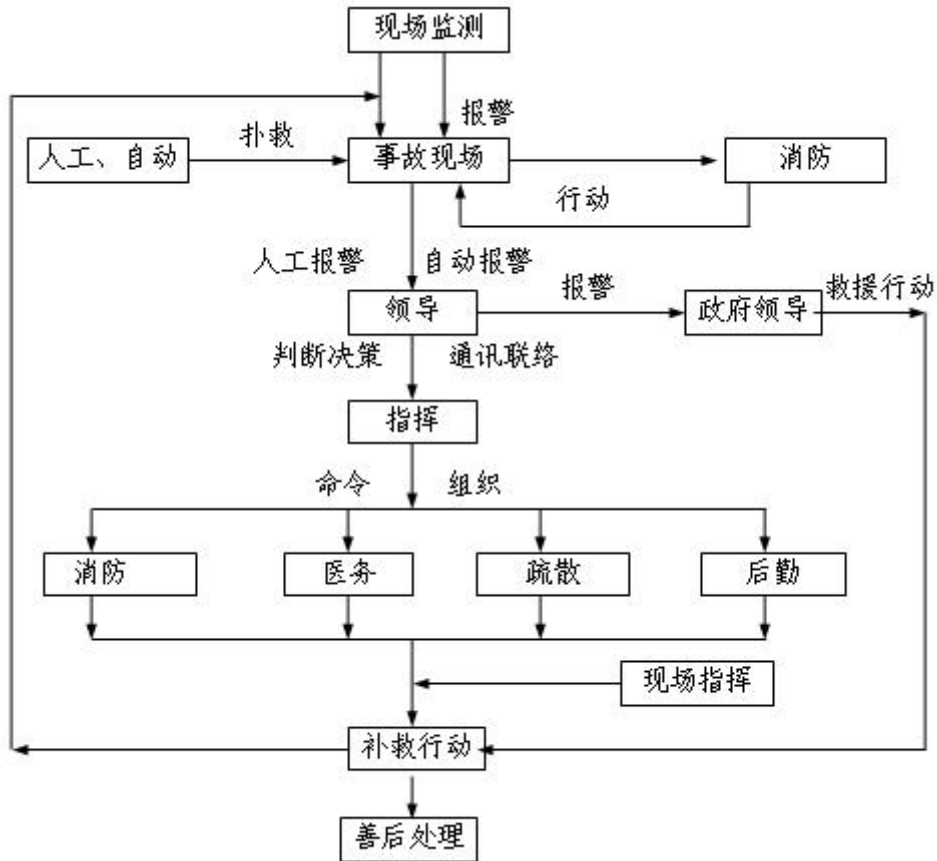 现场监测
报警
扑救
人工、自动
事故现场
消防
行动
人工报警
自动报警
报警
救援行动
领导
政府领导
判断决策
通讯联络
指挥
命令
组织
消防
医务
疏散
后勤
现场指挥
补救行动
善后处理